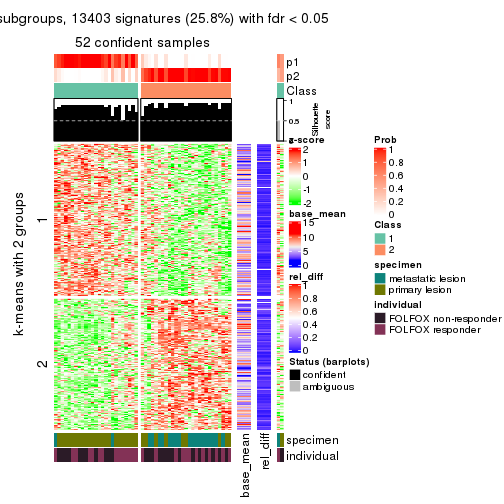 subgroups, 13403 signatures (25.8%) with fdr < 0.05
52 confident samples
p1
p2
Class
1
0.5
0
Silhouette
score
k-means with 2 groups
1
2
z-score
2
1
0
-1
-2
base_mean
15
10
5
0
rel_diff
1
0.8
0.6
0.4
0.2
0
Status (barplots)
confident
ambiguous
Prob
1
0.8
0.6
0.4
0.2
0
Class
1
2
specimen
metastatic lesion
primary lesion
individual
FOLFOX non-responder
FOLFOX responder
specimen
individual
base_mean
rel_diff